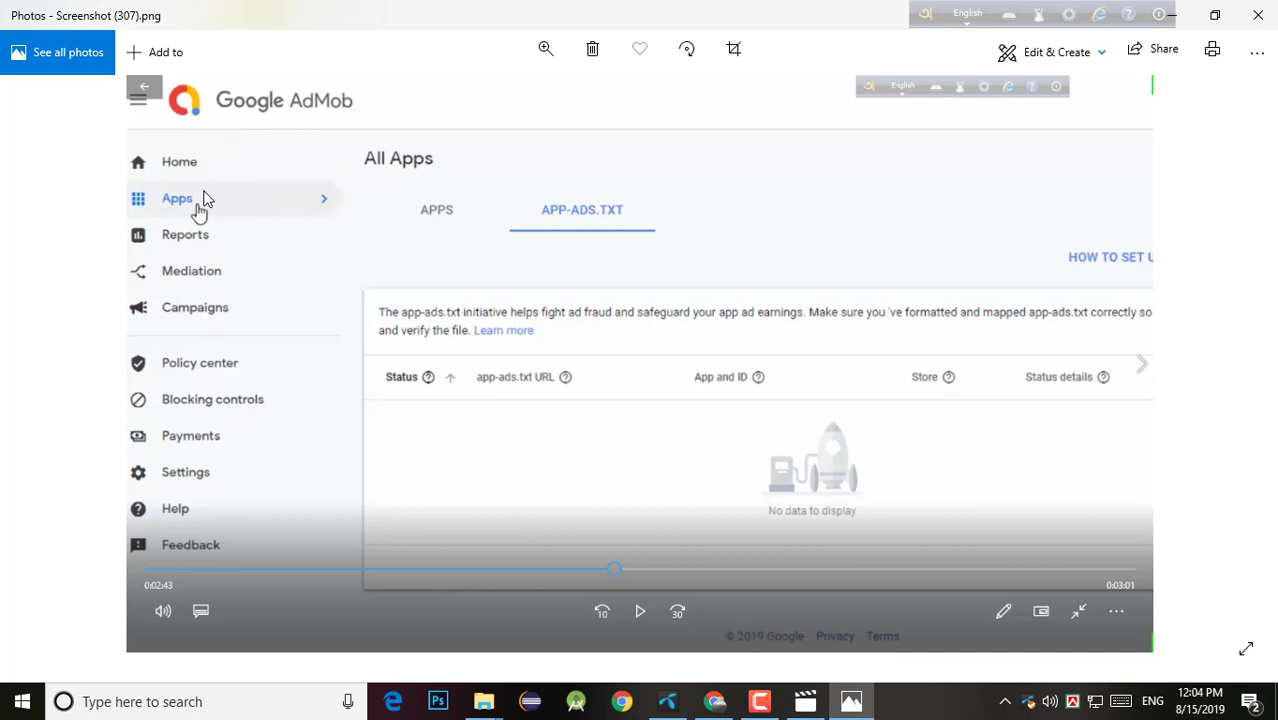 Photos - Screenshot (307).png
English
See all photos
Add to
Edit & Create
Share
Google AdMob
English
Home
Apps
Reports
Mediation
Campaigns
Policy center
Blocking controls
Payments
Settings
Help
Feedback
All Apps
APPS
APP-ADS.TXT
HOW TO SET U
The app-ads.txt initiative helps fight ad fraud and safeguard your app ad earnings. Make sure you 've formatted and mapped app-ads.txt correctly so
and verify the file. Learn more
Status
app-ads.txt URL
App and ID
Store
Status details
No data to display
0:02:43
0:03:01
10
30
© 2019 Google Privacy Terms
Type here to search
Ps
ENG
12:04 PM
8/15/2019
2